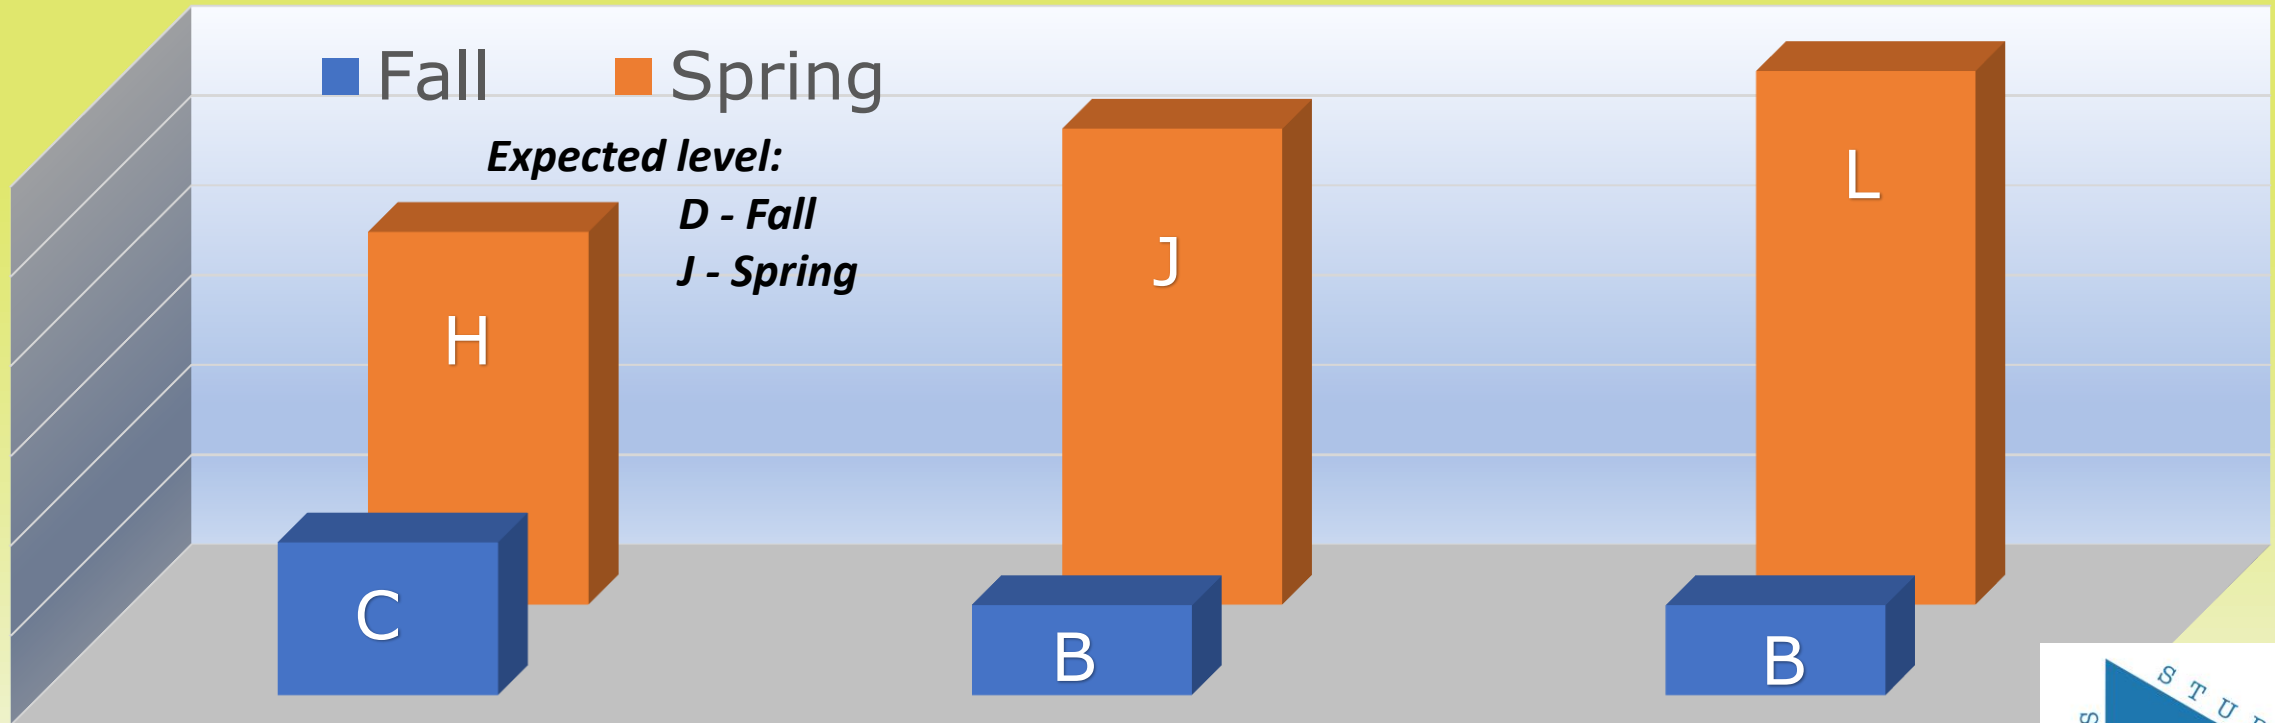 Fall Spring
Expected level:
D - Fall
J - Spring
H
J
L
C
B
B